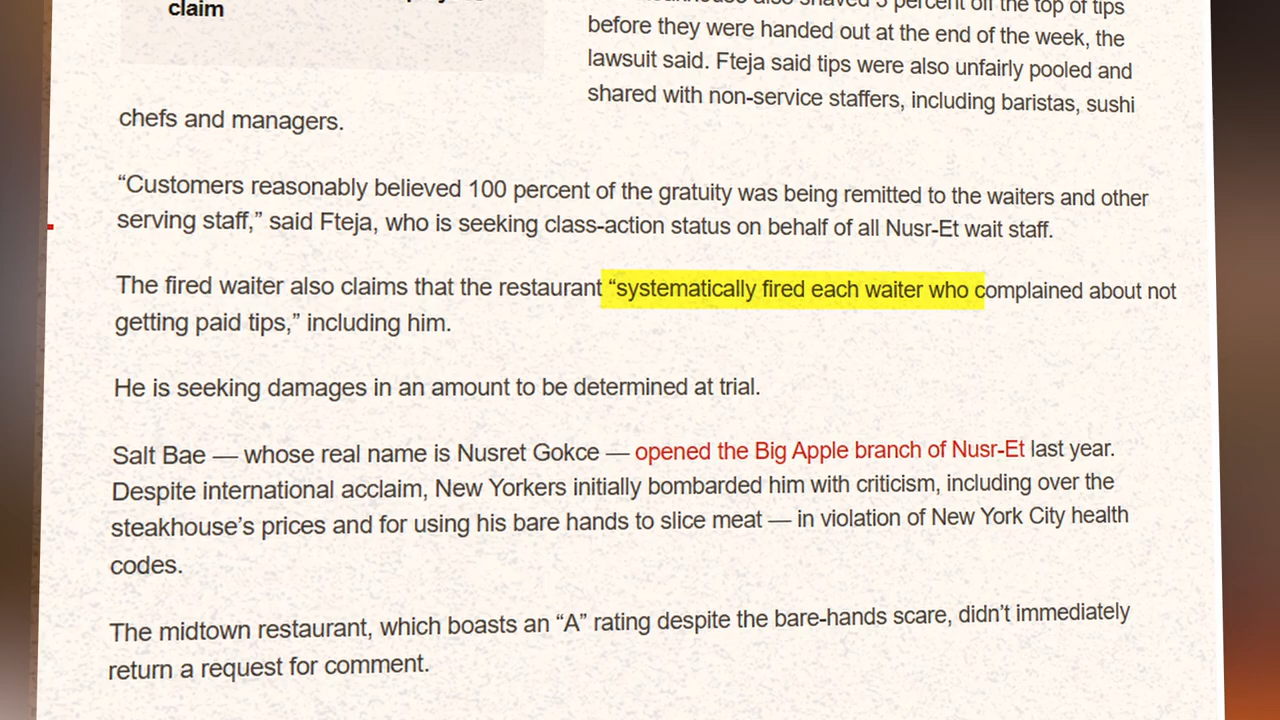 claim
shaved 3 percent off the top of tips
before they were handed out at the end of the week, the
lawsuit said. Fteja said tips were also unfairly pooled and
shared with non-service staffers, including baristas, sushi
chefs and managers.
“Customers reasonably believed 100 percent of the gratuity was being remitted to the waiters and other
serving staff,” said Fteja, who is seeking class-action status on behalf of all Nusr-Et wait staff.
The fired waiter also claims that the restaurant “systematically fired each waiter who complained about not
getting paid tips,” including him.
He is seeking damages in an amount to be determined at trial.
Salt Bae — whose real name is Nusret Gokce — opened the Big Apple branch of Nusr-Et last year.
Despite international acclaim, New Yorkers initially bombarded him with criticism, including over the
steakhouse’s prices and for using his bare hands to slice meat — in violation of New York City health
codes.
The midtown restaurant, which boasts an “A” rating despite the bare-hands scare, didn’t immediately
return a request for comment.